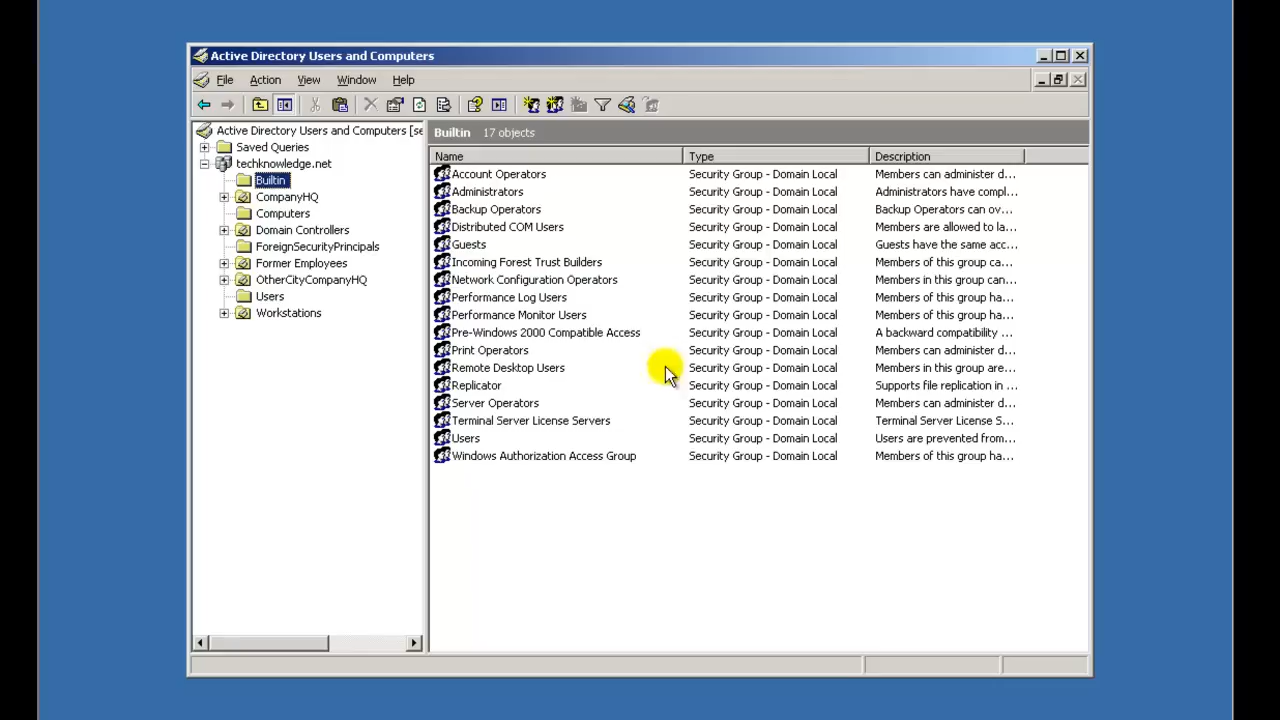 Active Directory Users and Computers
File Action View Window Help
Active Directory Users and Computers [se
Saved Queries
techknowledge.net
Builtin
CompanyHQ
Computers
Domain Controllers
ForeignSecurityPrincipals
Former Employees
OtherCityCompanyHQ
Users
Workstations
Builtin 17 objects
Name Type Description
Account Operators Security Group - Domain Local Members can administer d...
Administrators Security Group - Domain Local Administrators have compl...
Backup Operators Security Group - Domain Local Backup Operators can ov...
Distributed COM Users Security Group - Domain Local Members are allowed to la...
Guests Security Group - Domain Local Guests have the same acc...
Incoming Forest Trust Builders Security Group - Domain Local Members of this group ca...
Network Configuration Operators Security Group - Domain Local Members in this group can...
Performance Log Users Security Group - Domain Local Members of this group ha...
Performance Monitor Users Security Group - Domain Local Members of this group ha...
Pre-Windows 2000 Compatible Access Security Group - Domain Local A backward compatibility ...
Print Operators Security Group - Domain Local Members can administer d...
Remote Desktop Users Security Group - Domain Local Members in this group are...
Replicator Security Group - Domain Local Supports file replication in ...
Server Operators Security Group - Domain Local Members can administer d...
Terminal Server License Servers Security Group - Domain Local Terminal Server License S...
Users Security Group - Domain Local Users are prevented from...
Windows Authorization Access Group Security Group - Domain Local Members of this group ha...